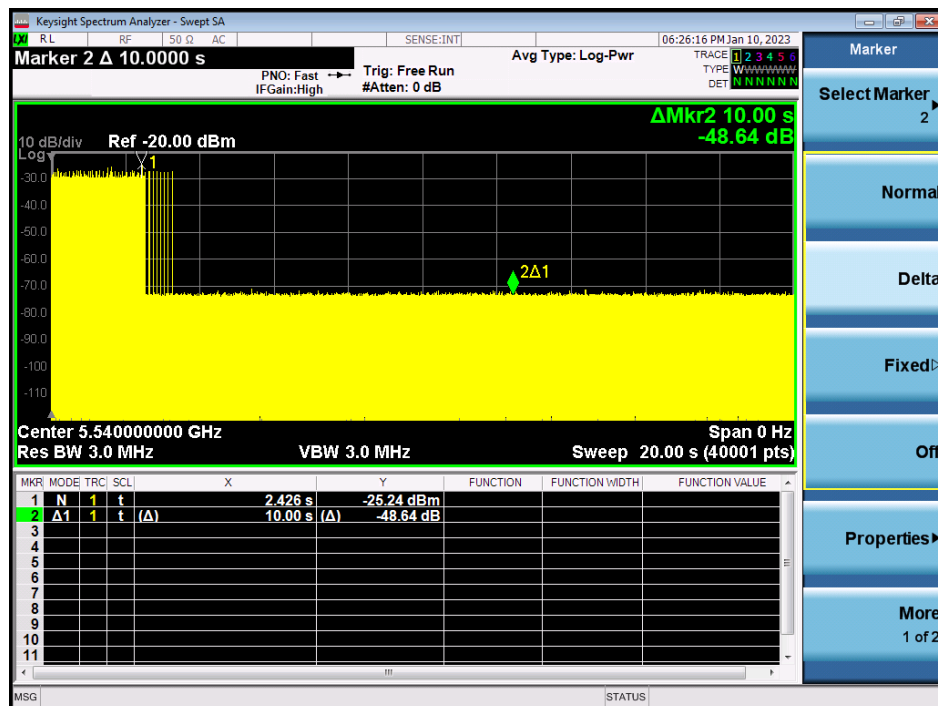 Keysight Spectrum Analyzer - Swept SA
LXI RL RF 50 Ω AC SENSE:INT 06:26:16 PM Jan 10, 2023
Marker 2 Δ 10.0000 s
PNO: Fast
IFGain:High
Trig: Free Run
#Atten: 0 dB
Avg Type: Log-Pwr
TRACE 1 2 3 4 5 6
TYPE WWWWWW
DET N N N N N N
ΔMkr2 10.00 s
-48.64 dB
10 dB/div Ref -20.00 dBm
Log
1
-30.0
-40.0
-50.0
-60.0
2Δ1
-70.0
-80.0
-90.0
-100
-110
Center 5.540000000 GHz Span 0 Hz
Res BW 3.0 MHz VBW 3.0 MHz Sweep 20.00 s (40001 pts)
MKR MODE TRC SCL X Y FUNCTION FUNCTION WIDTH FUNCTION VALUE
1 N 1 t 2.426 s -25.24 dBm
2 Δ1 1 t (Δ) 10.00 s (Δ) -48.64 dB
3
4
5
6
7
8
9
10
11
MSG STATUS
Marker
Select Marker
2
Normal
Delta
Fixed
Off
Properties
More
1 of 2